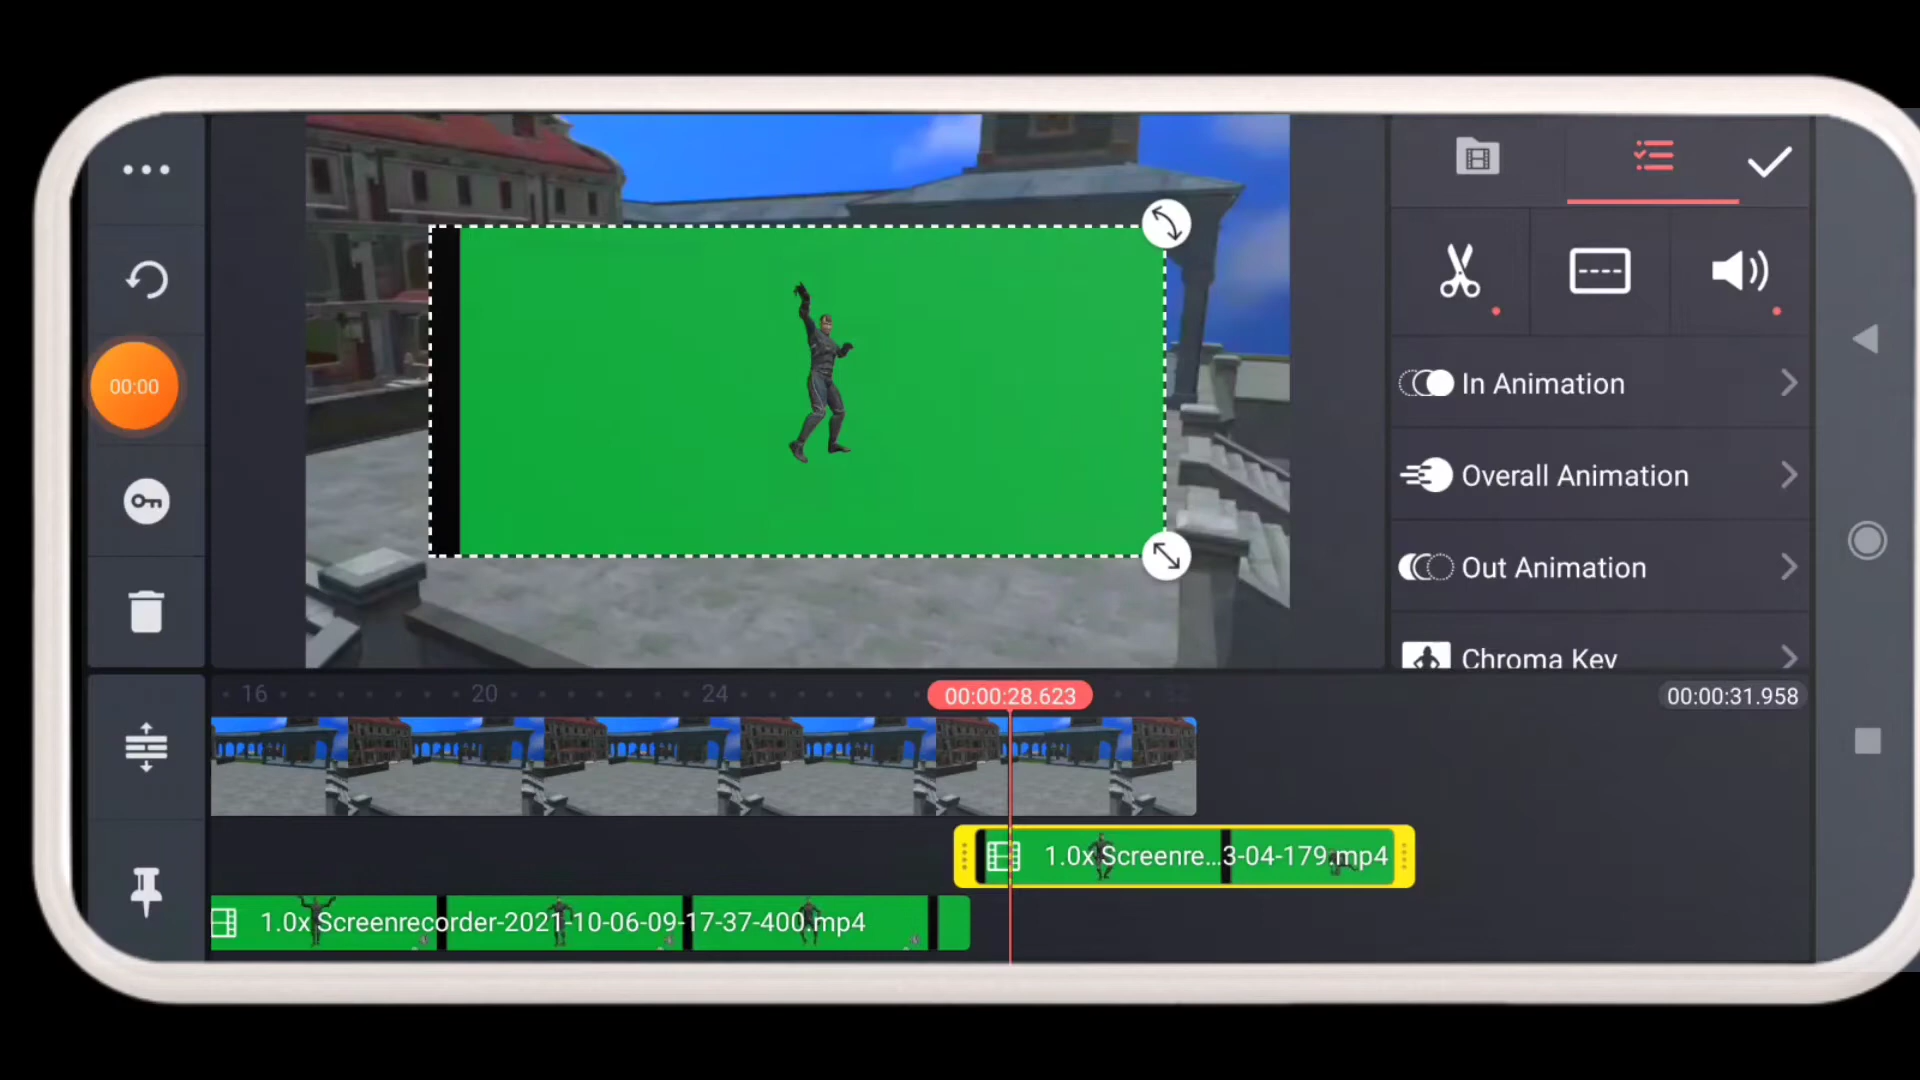 00:00
In Animation
Overall Animation
Out Animation
Chroma Key
16
20
24
00:00:28.623
32
00:00:31.958
1.0x Screenre...3-04-179.mp4
1.0x Screenrecorder-2021-10-06-09-17-37-400.mp4